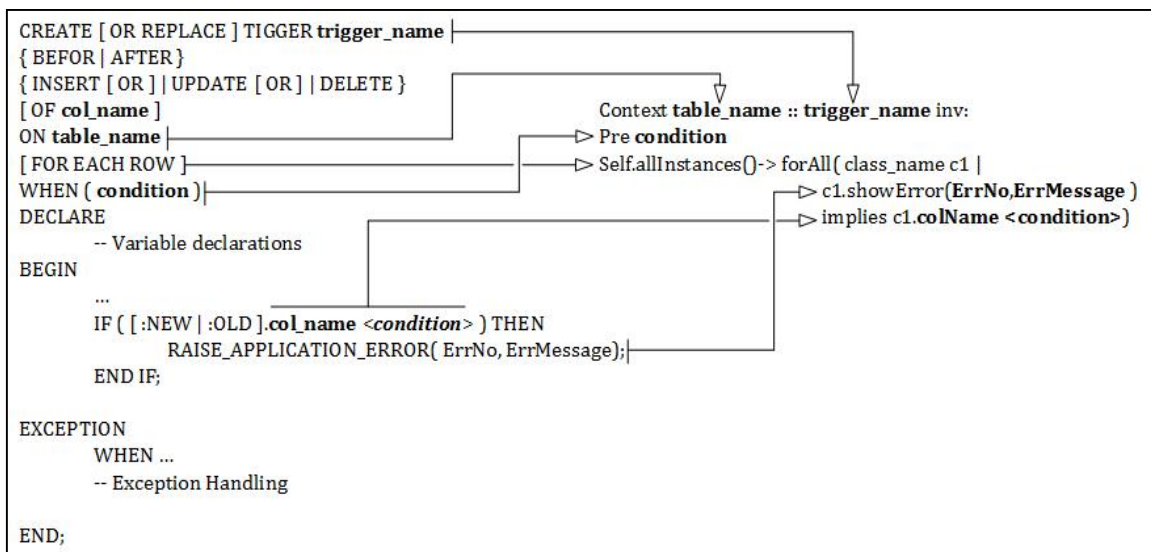 CREATE [ OR REPLACE ] TIGGER trigger_name
{ BEFOR | AFTER }
{ INSERT [ OR ] | UPDATE [ OR ] | DELETE }
[ OF col_name ]
ON table_name
[ FOR EACH ROW ]
WHEN ( condition )
DECLARE
-- Variable declarations
BEGIN
...
IF ( [ :NEW | :OLD ].col_name <condition> ) THEN
RAISE_APPLICATION_ERROR( ErrNo, ErrMessage);
END IF;
EXCEPTION
WHEN ...
-- Exception Handling
END;
Context table_name :: trigger_name inv:
Pre condition
Self.allInstances()-> forAll( class_name c1 |
c1.showError(ErrNo,ErrMessage )
implies c1.colName <condition>)